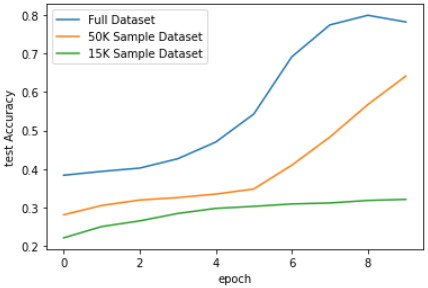 Full Dataset
50K Sample Dataset
15K Sample Dataset
test Accuracy
0.8
0.7
0.6
0.5
0.4
0.3
0.2
0 2 4 6 8
epoch